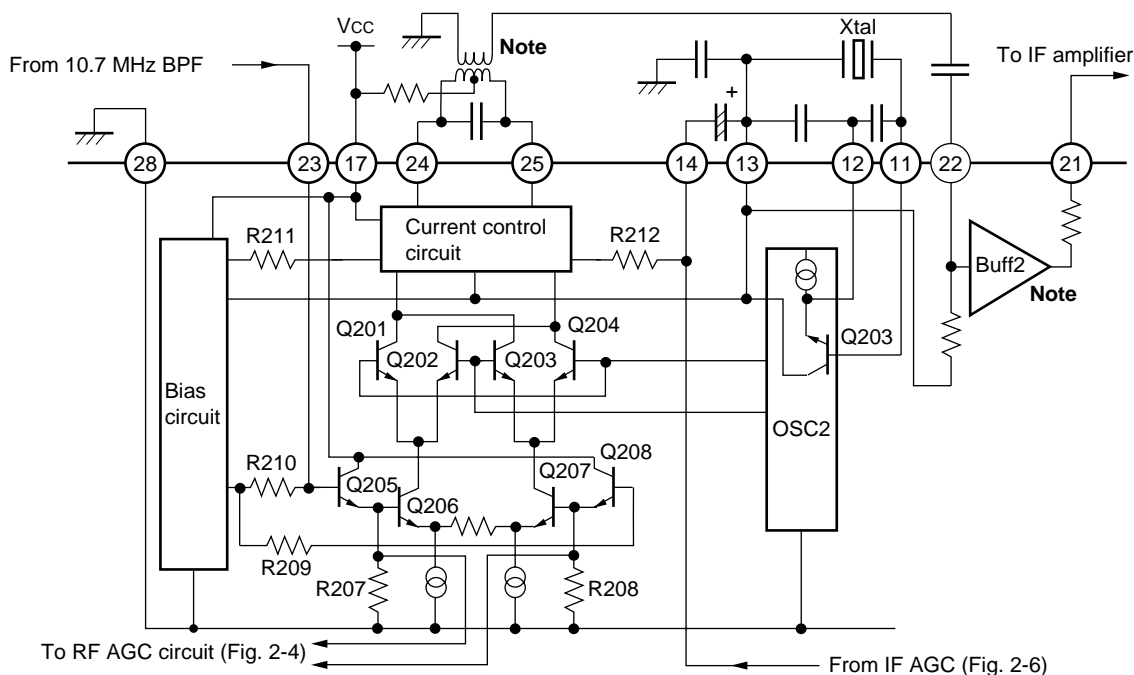 Vcc
Note
Xtal
From 10.7 MHz BPF
To IF amplifier
+
28
23
17
24
25
14
13
12
11
22
21
R211
Current control
circuit
R212
Buff2
Note
Q201
Q204
Q202
Q203
Q203
Bias
circuit
OSC2
R210
Q208
Q205
Q207
Q206
R209
R207
R208
To RF AGC circuit (Fig. 2-4)
From IF AGC (Fig. 2-6)